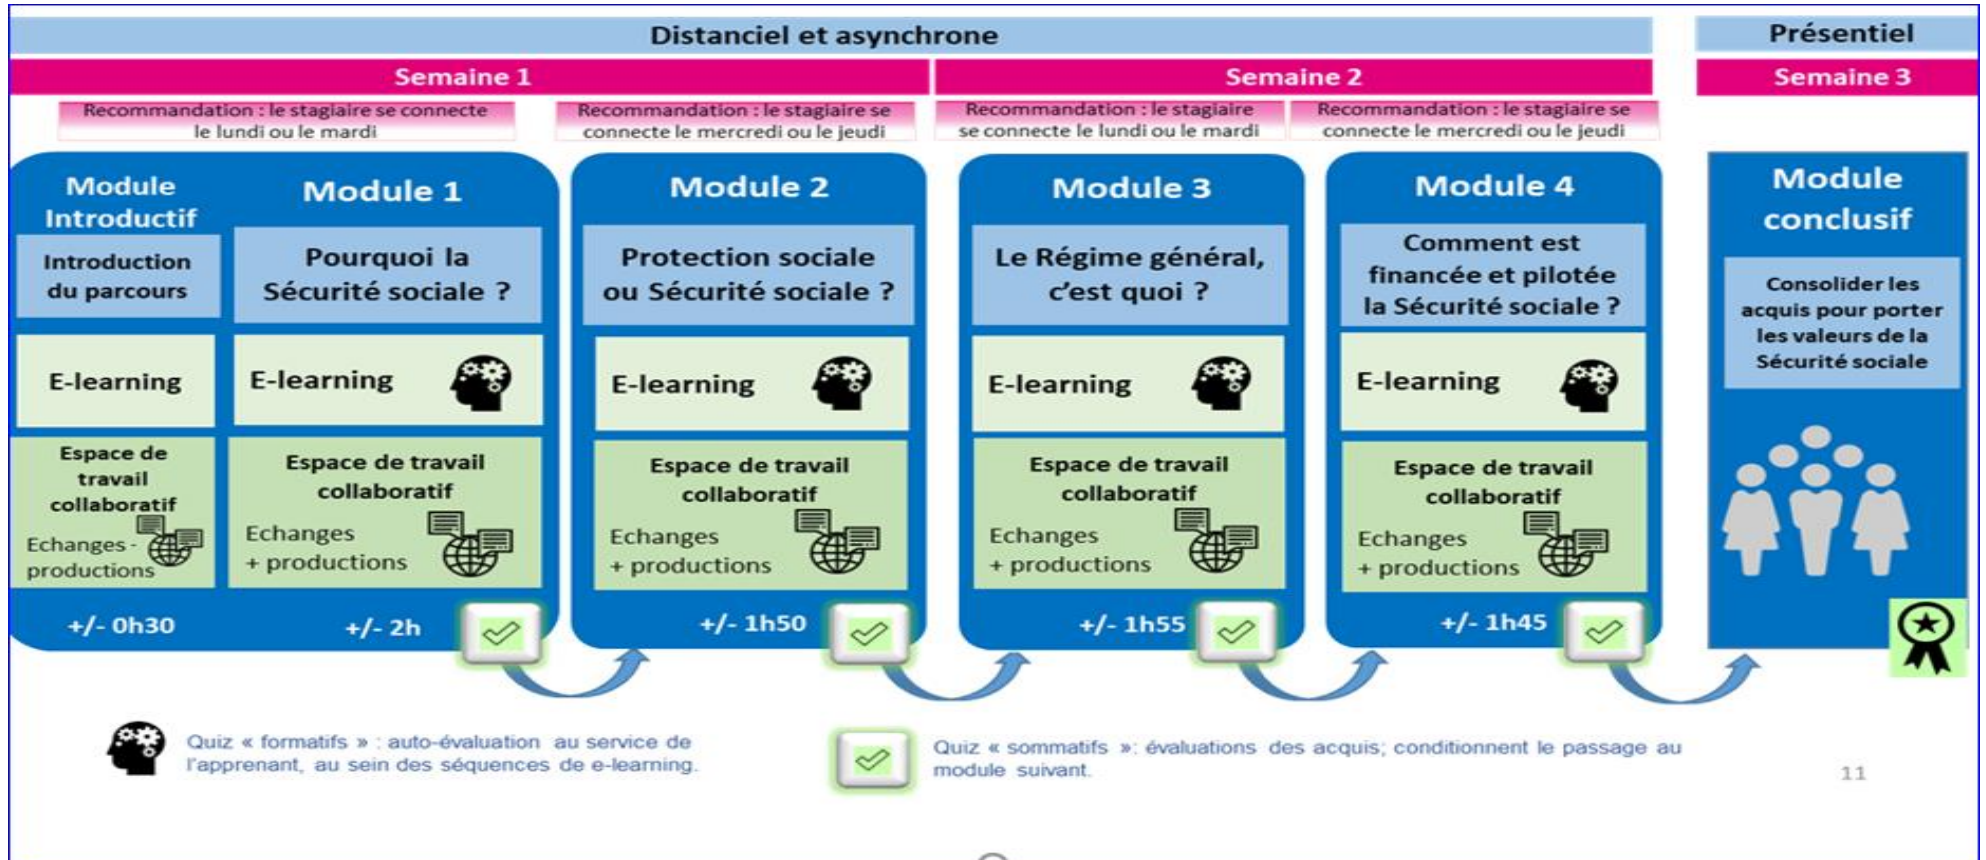 Distanciel et asynchrone
Présentiel
Semaine 1
Semaine 2
Semaine 3
Recommandation : le stagiaire se connecte
le lundi ou le mardi
Recommandation : le stagiaire se
connecte le mercredi ou le jeudi
Recommandation : le stagiaire
se connecte le lundi ou le mardi
Recommandation : le stagiaire se
connecte le mercredi ou le jeudi
Module
Introductif
Introduction
du parcours
E-learning
Espace de
travail
collaboratif
Echanges -
productions
+/- 0h30
Module 1
Pourquoi la
Sécurité sociale ?
E-learning
Espace de travail
collaboratif
Echanges
+ productions
+/- 2h
Module 2
Protection sociale
ou Sécurité sociale ?
E-learning
Espace de travail
collaboratif
Echanges
+ productions
+/- 1h50
Module 3
Le Régime général,
c'est quoi ?
E-learning
Espace de travail
collaboratif
Echanges
+ productions
+/- 1h55
Module 4
Comment est
financée et pilotée
la Sécurité sociale ?
E-learning
Espace de travail
collaboratif
Echanges
+ productions
+/- 1h45
Module
conclusif
Consolider les
acquis pour porter
les valeurs de la
Sécurité sociale
Quiz « formatifs » : auto-évaluation au service de
l'apprenant, au sein des séquences de e-learning.
Quiz « sommatifs »: évaluations des acquis; conditionnent le passage au
module suivant.
11